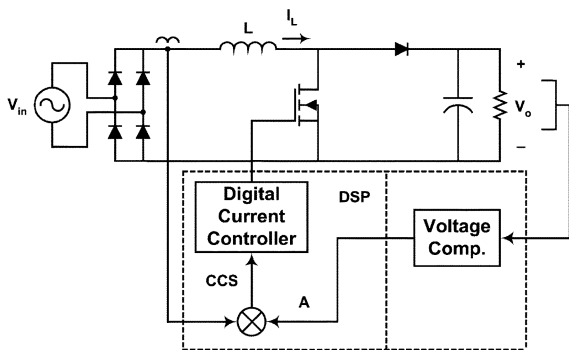 L
I_L
V_in
+
V_o
−
Digital
Current
Controller
DSP
Voltage
Comp.
CCS
A